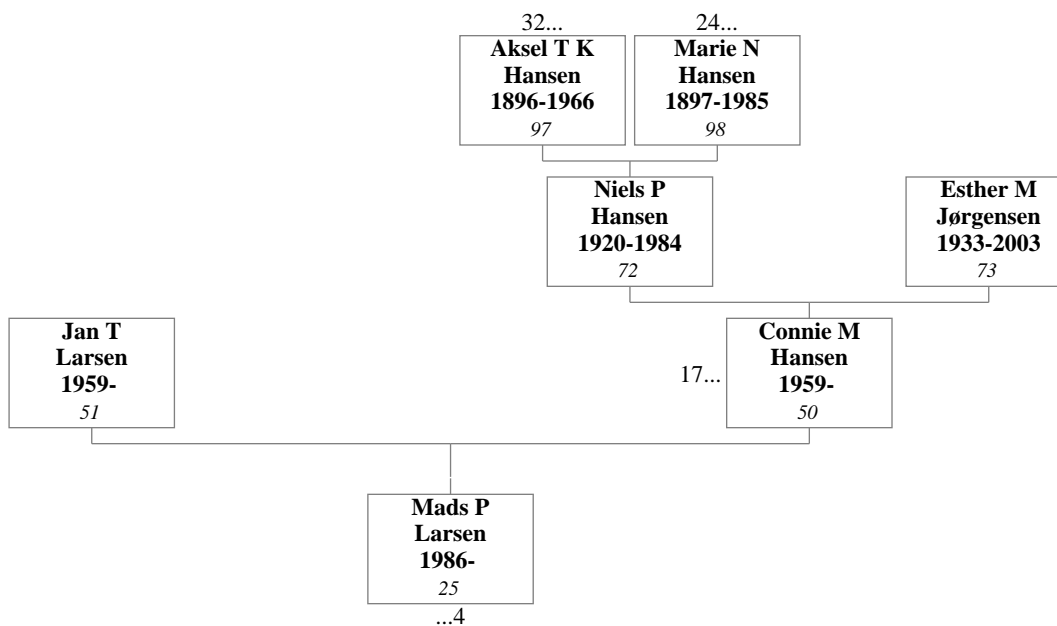 32...
Aksel T K
Hansen
1896-1966
97
24...
Marie N
Hansen
1897-1985
98
Niels P
Hansen
1920-1984
72
Esther M
Jørgensen
1933-2003
73
Jan T
Larsen
1959-
51
17...
Connie M
Hansen
1959-
50
Mads P
Larsen
1986-
25
...4